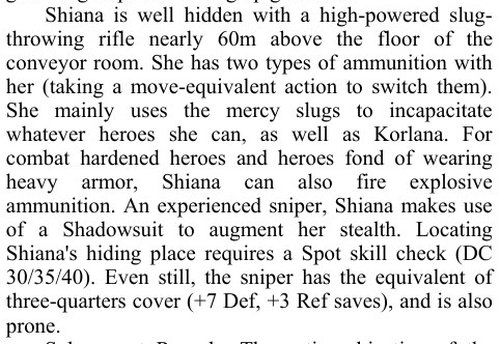 Shiana is well hidden with a high-powered slug-
throwing rifle nearly 60m above the floor of the
conveyor room. She has two types of ammunition with
her (taking a move-equivalent action to switch them).
She mainly uses the mercy slugs to incapacitate
whatever heroes she can, as well as Korlana. For
combat hardened heroes and heroes fond of wearing
heavy armor, Shiana can also fire explosive
ammunition. An experienced sniper, Shiana makes use
of a Shadowsuit to augment her stealth. Locating
Shiana's hiding place requires a Spot skill check (DC
30/35/40). Even still, the sniper has the equivalent of
three-quarters cover (+7 Def, +3 Ref saves), and is also
prone.